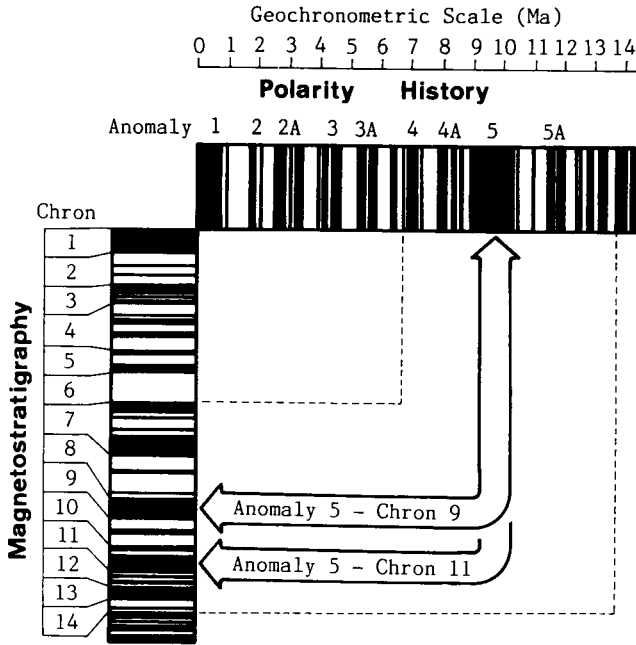 Geochronometric Scale (Ma)
0 1 2 3 4 5 6 7 8 9 10 11 12 13 14
Polarity History
Anomaly 1 2 2A 3 3A 4 4A 5 5A
Chron
Magnetostratigraphy
1
2
3
4
5
6
7
8
9
10
11
12
13
14
Anomaly 5 - Chron 9
Anomaly 5 - Chron 11